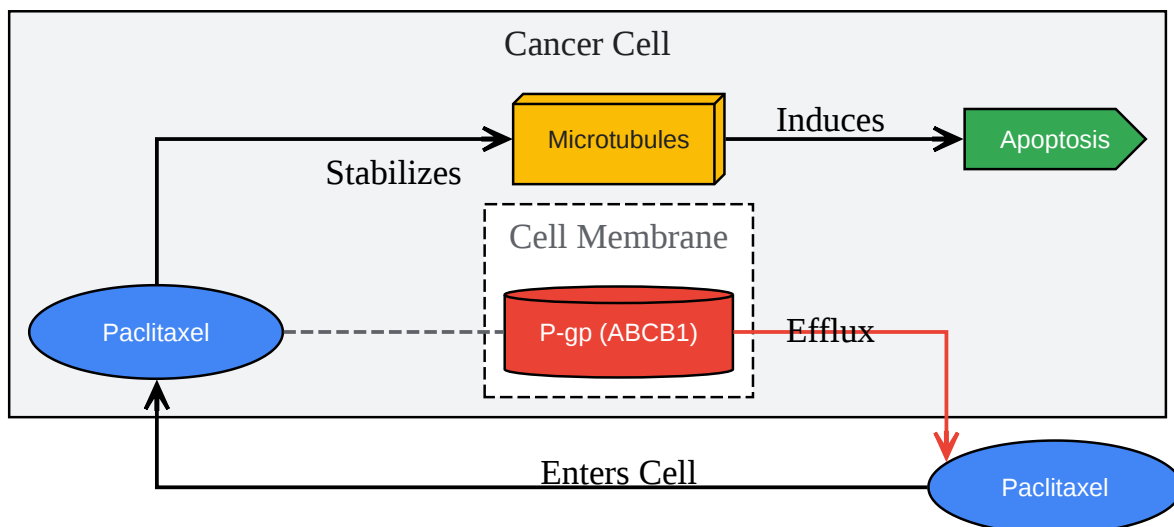 Cancer Cell
Microtubules
Induces
Apoptosis
Stabilizes
Cell Membrane
Paclitaxel
P-gp (ABCB1)
Efflux
Enters Cell
Paclitaxel